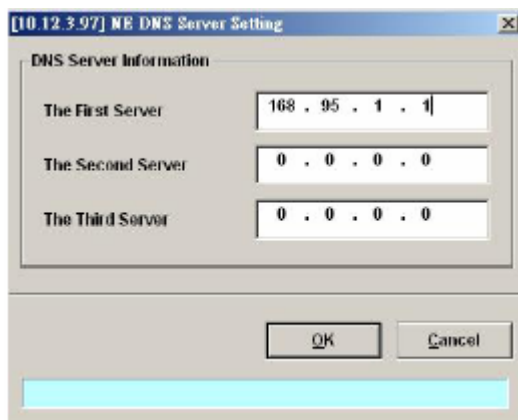 [10.12.3.97] NE DNS Server Setting
DNS Server Information
The First Server 168 . 95 . 1 . 1
The Second Server 0 . 0 . 0 . 0
The Third Server 0 . 0 . 0 . 0
OK Cancel